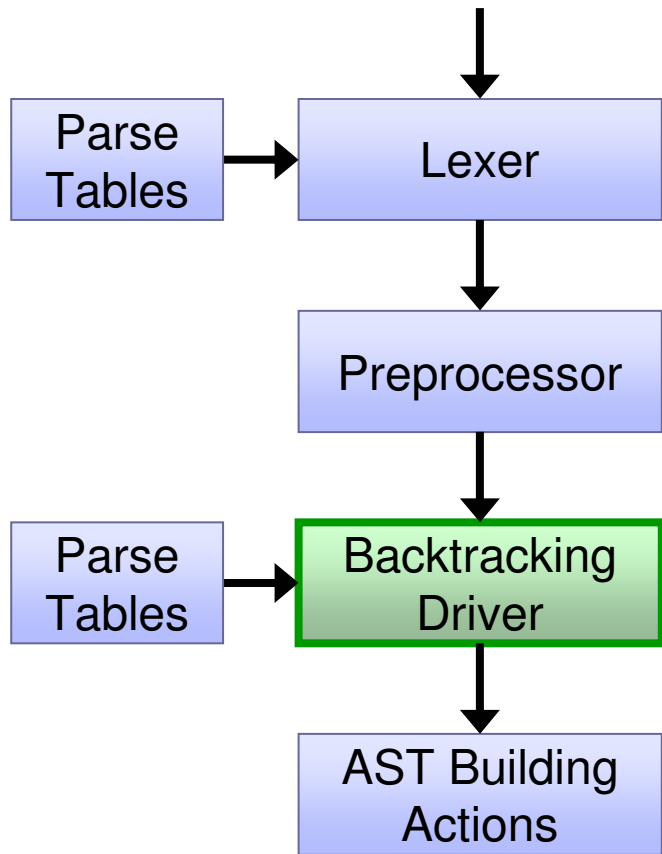 Parse
Tables
Lexer
Preprocessor
Parse
Tables
Backtracking
Driver
AST Building
Actions